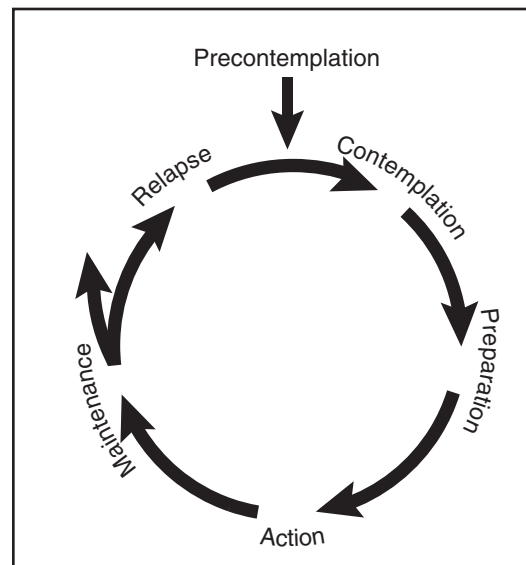 Precontemplation
Contemplation
Preparation
Action
Maintenance
Relapse